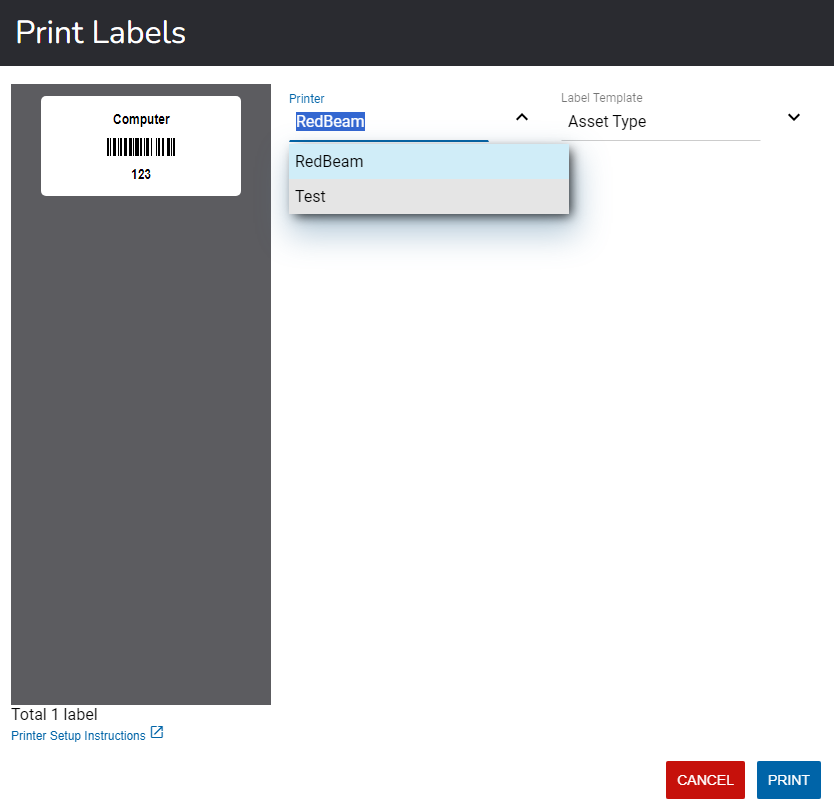 Print Labels
Computer
123
Printer
RedBeam
RedBeam
Test
Label Template
Asset Type
Total 1 label
Printer Setup Instructions
CANCEL
PRINT